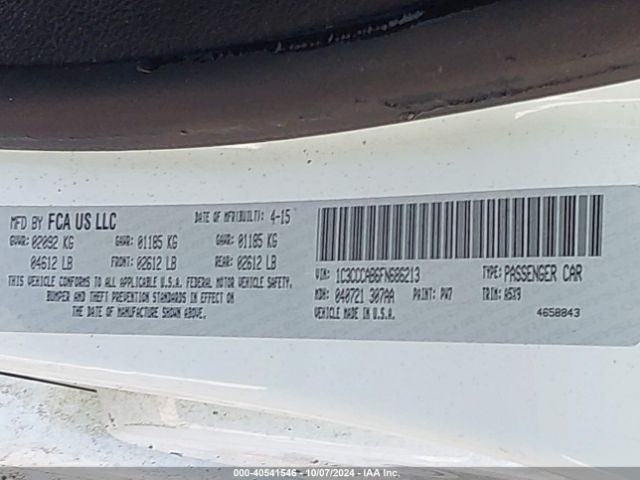 MFD BY FCA US LLC DATE OF MFR(BUILT): 4-15
GVWR: 02092 KG GAWR: 01185 KG GAWR: 01185 KG
04612 LB FRONT: 02612 LB REAR: 02612 LB
THIS VEHICLE CONFORMS TO ALL APPLICABLE U.S.A. FEDERAL MOTOR VEHICLE SAFETY,
BUMPER AND THEFT PREVENTION STANDARDS IN EFFECT ON
THE DATE OF MANUFACTURE SHOWN ABOVE.
VIN: 1C3CCCAB6FN686213 TYPE: PASSENGER CAR
MDH: 040721 307AA PAINT: PW7 TRIM: A5X9
VEHICLE MADE IN U.S.A. 4658843
000-40541546 - 10/07/2024 - IAA Inc.